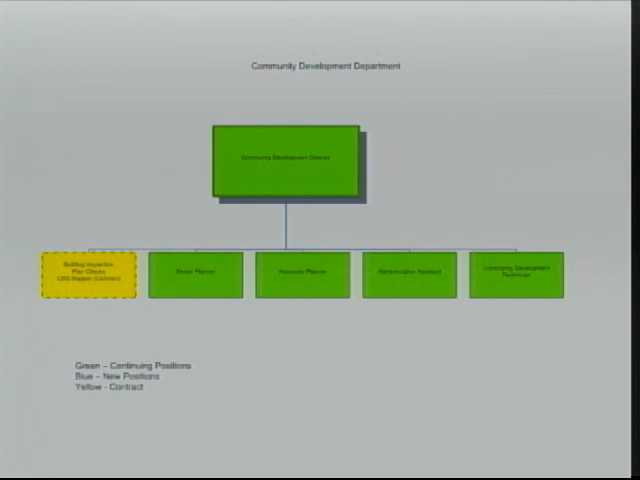 Community Development Department
Community Development Director
Building Inspection
Plan Checks
Senior Planner
Associate Planner
Administrative Assistant
Community Development
Technician
Green – Continuing Positions
Blue – New Positions
Yellow - Contract